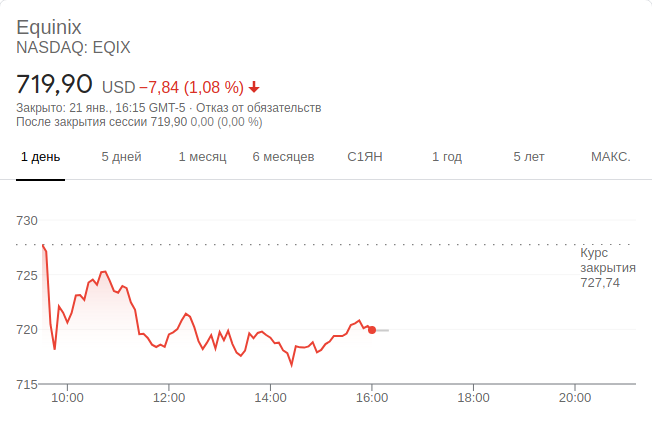 Equinix
NASDAQ: EQIX
719,90 USD −7,84 (1,08 %)
Закрыто: 21 янв., 16:15 GMT-5 · Отказ от обязательств
После закрытия сессии 719,90 0,00 (0,00 %)
1 день 5 дней 1 месяц 6 месяцев С1ЯН 1 год 5 лет МАКС.
730
Курс
закрытия
725
727,74
720
715
10:00 12:00 14:00 16:00 18:00 20:00